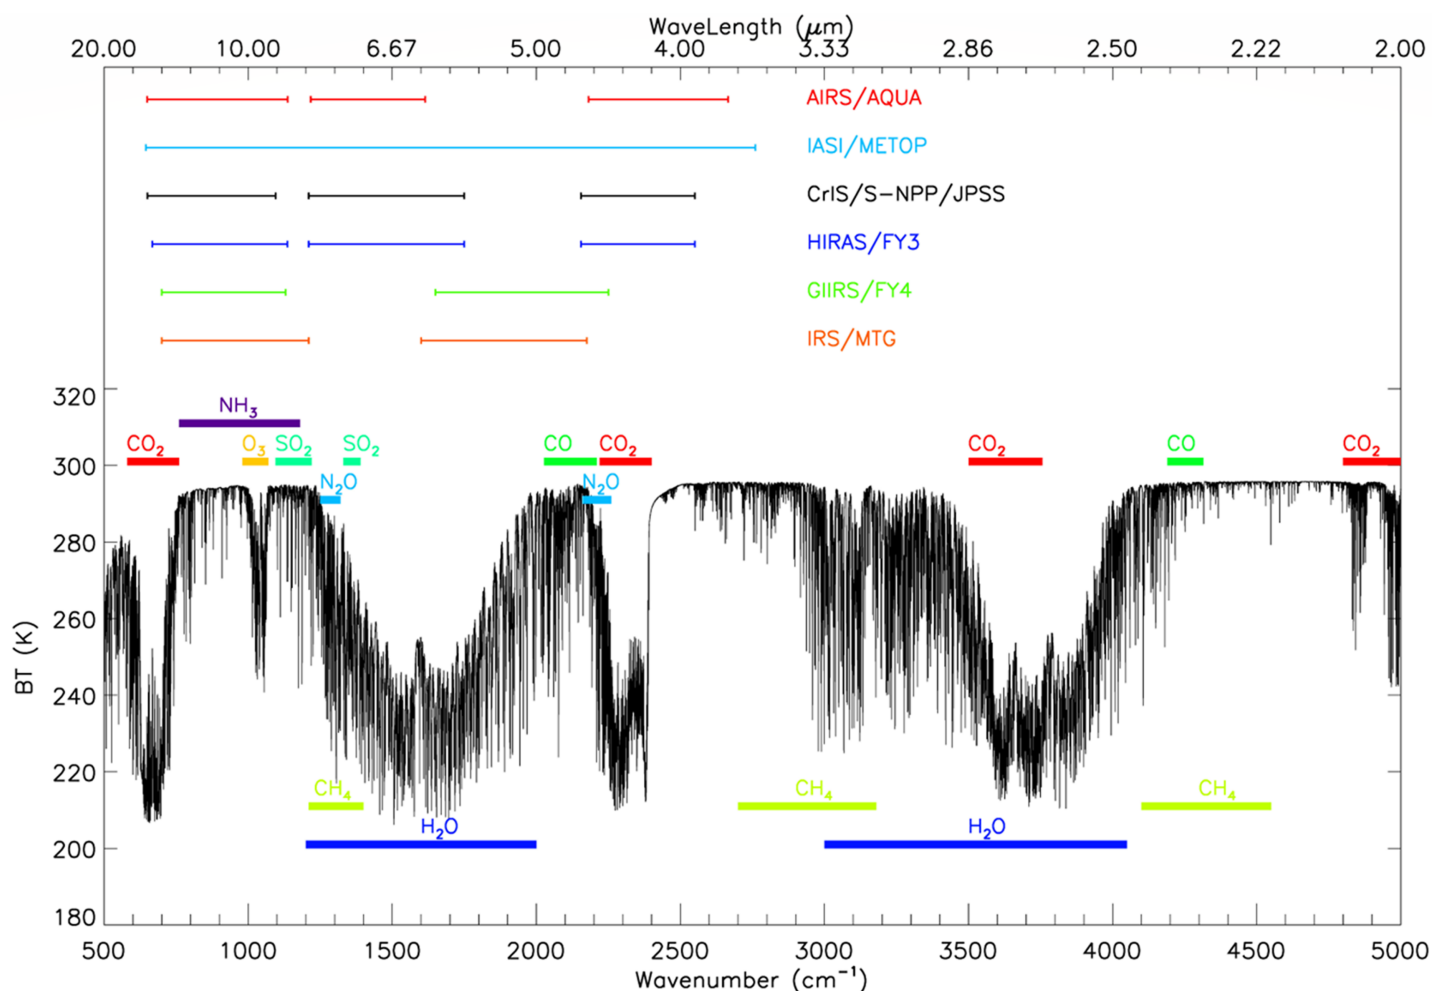 WaveLength (μm)
20.00 10.00 6.67 5.00 4.00 3.33 2.86 2.50 2.22 2.00
AIRS/AQUA
IASI/METOP
CrIS/S-NPP/JPSS
HIRAS/FY3
GIIRS/FY4
IRS/MTG
320
NH₃
CO₂ O₃ SO₂ SO₂ CO CO₂ CO₂ CO CO₂
300
N₂O N₂O
280
260
BT (K)
240
220
CH₄ CH₄ CH₄
H₂O H₂O
200
180
500 1000 1500 2000 2500 3000 3500 4000 4500 5000
Wavenumber (cm⁻¹)